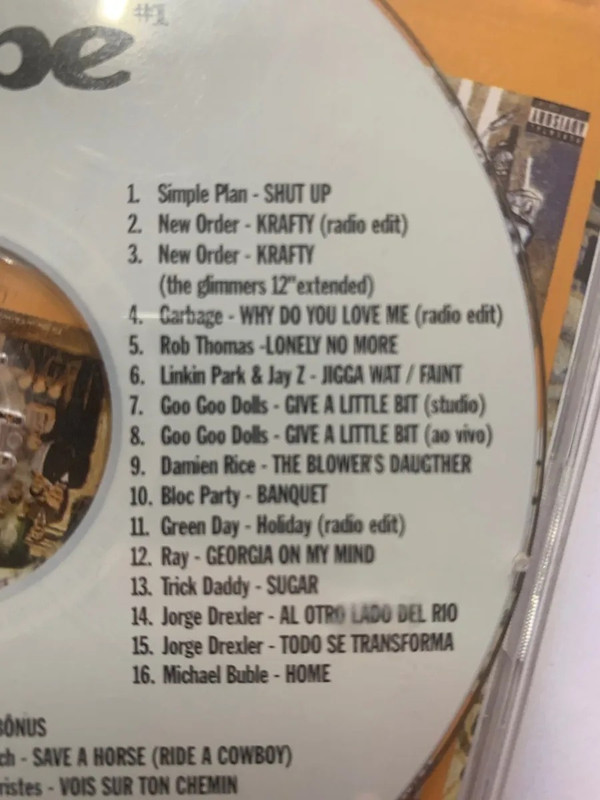 #1
be
1. Simple Plan - SHUT UP
2. New Order - KRAFTY (radio edit)
3. New Order - KRAFTY
(the glimmers 12"extended)
4. Garbage - WHY DO YOU LOVE ME (radio edit)
5. Rob Thomas -LONELY NO MORE
6. Linkin Park & Jay Z - JIGGA WAT / FAINT
7. Goo Goo Dolls - GIVE A LITTLE BIT (studio)
8. Goo Goo Dolls - GIVE A LITTLE BIT (ao vivo)
9. Damien Rice - THE BLOWER'S DAUGTHER
10. Bloc Party - BANQUET
11. Green Day - Holiday (radio edit)
12. Ray - GEORGIA ON MY MIND
13. Trick Daddy - SUGAR
14. Jorge Drexler - AL OTRO LADO DEL RIO
15. Jorge Drexler - TODO SE TRANSFORMA
16. Michael Buble - HOME
BÔNUS
ch - SAVE A HORSE (RIDE A COWBOY)
ristes - VOIS SUR TON CHEMIN